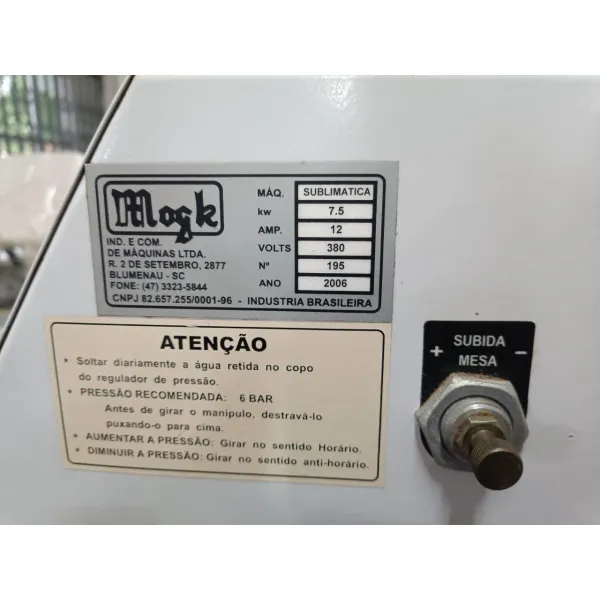 Mogk
IND. E COM.
DE MÁQUINAS LTDA.
R. 2 DE SETEMBRO, 2877
BLUMENAU - SC
FONE: (47) 3323-5844
CNPJ 82.657.255/0001-96 - INDUSTRIA BRASILEIRA
MÁQ. SUBLIMATICA
kw 7.5
AMP. 12
VOLTS 380
Nº 195
ANO 2006
ATENÇÃO
• Soltar diariamente a água retida no copo
do regulador de pressão.
• PRESSÃO RECOMENDADA: 6 BAR
Antes de girar o manipulo, destravá-lo
puxando-o para cima.
• AUMENTAR A PRESSÃO: Girar no sentido Horário.
• DIMINUIR A PRESSÃO: Girar no sentido anti-horário.
+ SUBIDA -
MESA